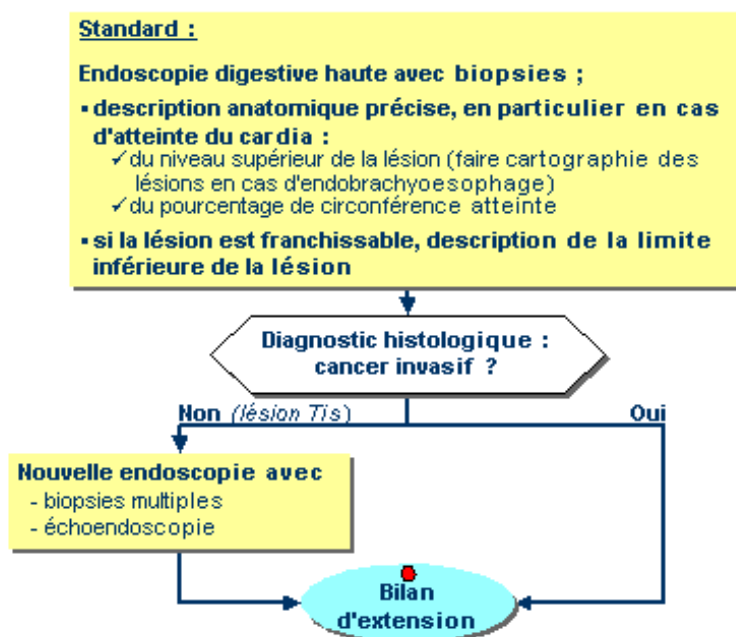 Standard :
Endoscopie digestive haute avec biopsies ;
▪ description anatomique précise, en particulier en cas
d'atteinte du cardia :
✓ du niveau supérieur de la lésion (faire cartographie des
lésions en cas d'endobrachyoesophage)
✓ du pourcentage de circonférence atteinte
▪ si la lésion est franchissable, description de la limite
inférieure de la lésion
Diagnostic histologique :
cancer invasif ?
Non (lésion Tis)
Oui
Nouvelle endoscopie avec
- biopsies multiples
- échoendoscopie
Bilan
d'extension